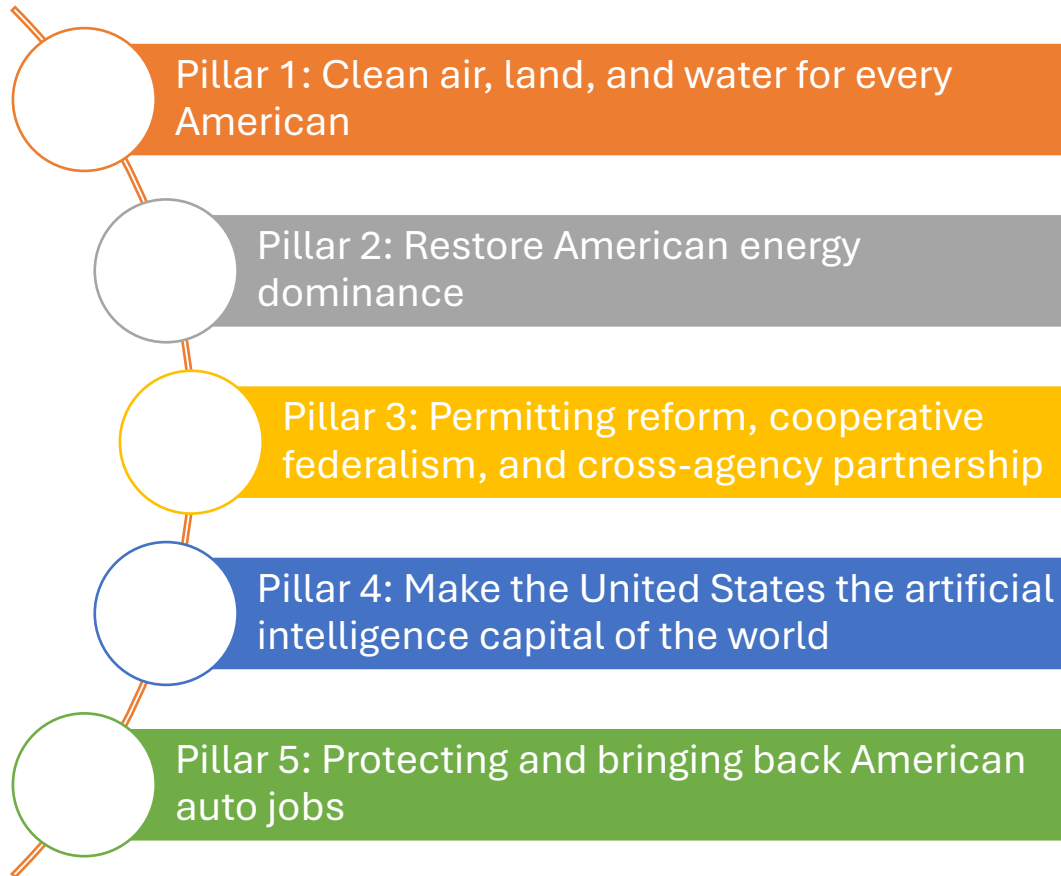 Pillar 1: Clean air, land, and water for every
American
Pillar 2: Restore American energy
dominance
Pillar 3: Permitting reform, cooperative
federalism, and cross-agency partnership
Pillar 4: Make the United States the artificial
intelligence capital of the world
Pillar 5: Protecting and bringing back American
auto jobs